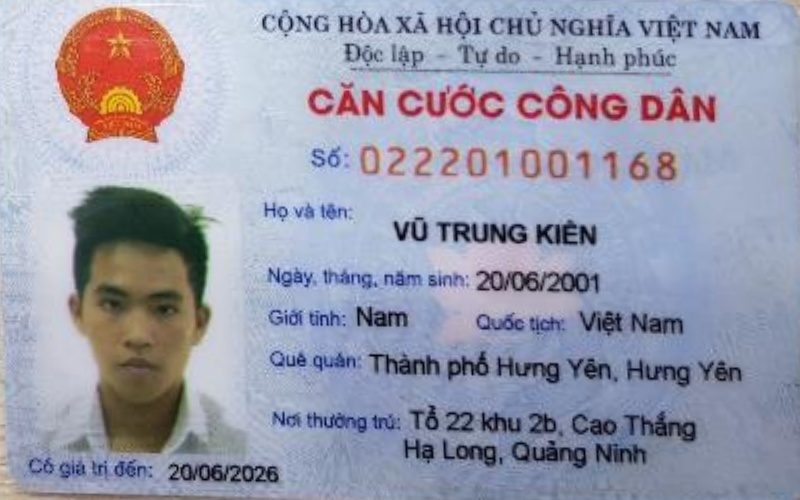 CỘNG HÒA XÃ HỘI CHỦ NGHĨA VIỆT NAM
Độc lập - Tự do - Hạnh phúc
CĂN CƯỚC CÔNG DÂN
Số: 022201001168
Họ và tên:
VŨ TRUNG KIÊN
Ngày, tháng, năm sinh: 20/06/2001
Giới tính: Nam Quốc tịch: Việt Nam
Quê quán: Thành phố Hưng Yên, Hưng Yên
Nơi thường trú: Tổ 22 khu 2b, Cao Thắng
Hạ Long, Quảng Ninh
Có giá trị đến: 20/06/2026